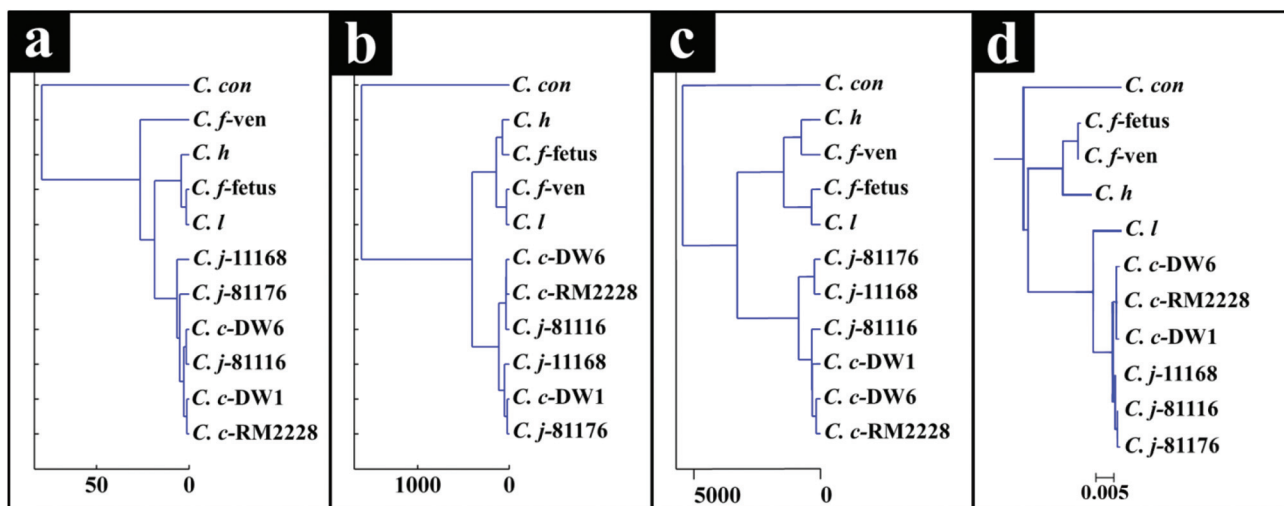 a
C. con
C. f-ven
C. h
C. f-fetus
C. l
C. j-11168
C. j-81176
C. c-DW6
C. j-81116
C. c-DW1
C. c-RM2228
50 0
b
C. con
C. h
C. f-fetus
C. f-ven
C. l
C. c-DW6
C. c-RM2228
C. j-81116
C. j-11168
C. c-DW1
C. j-81176
1000 0
c
C. con
C. h
C. f-ven
C. f-fetus
C. l
C. j-81176
C. j-11168
C. j-81116
C. c-DW1
C. c-DW6
C. c-RM2228
5000 0
d
C. con
C. f-fetus
C. f-ven
C. h
C. l
C. c-DW6
C. c-RM2228
C. c-DW1
C. j-11168
C. j-81116
C. j-81176
0.005